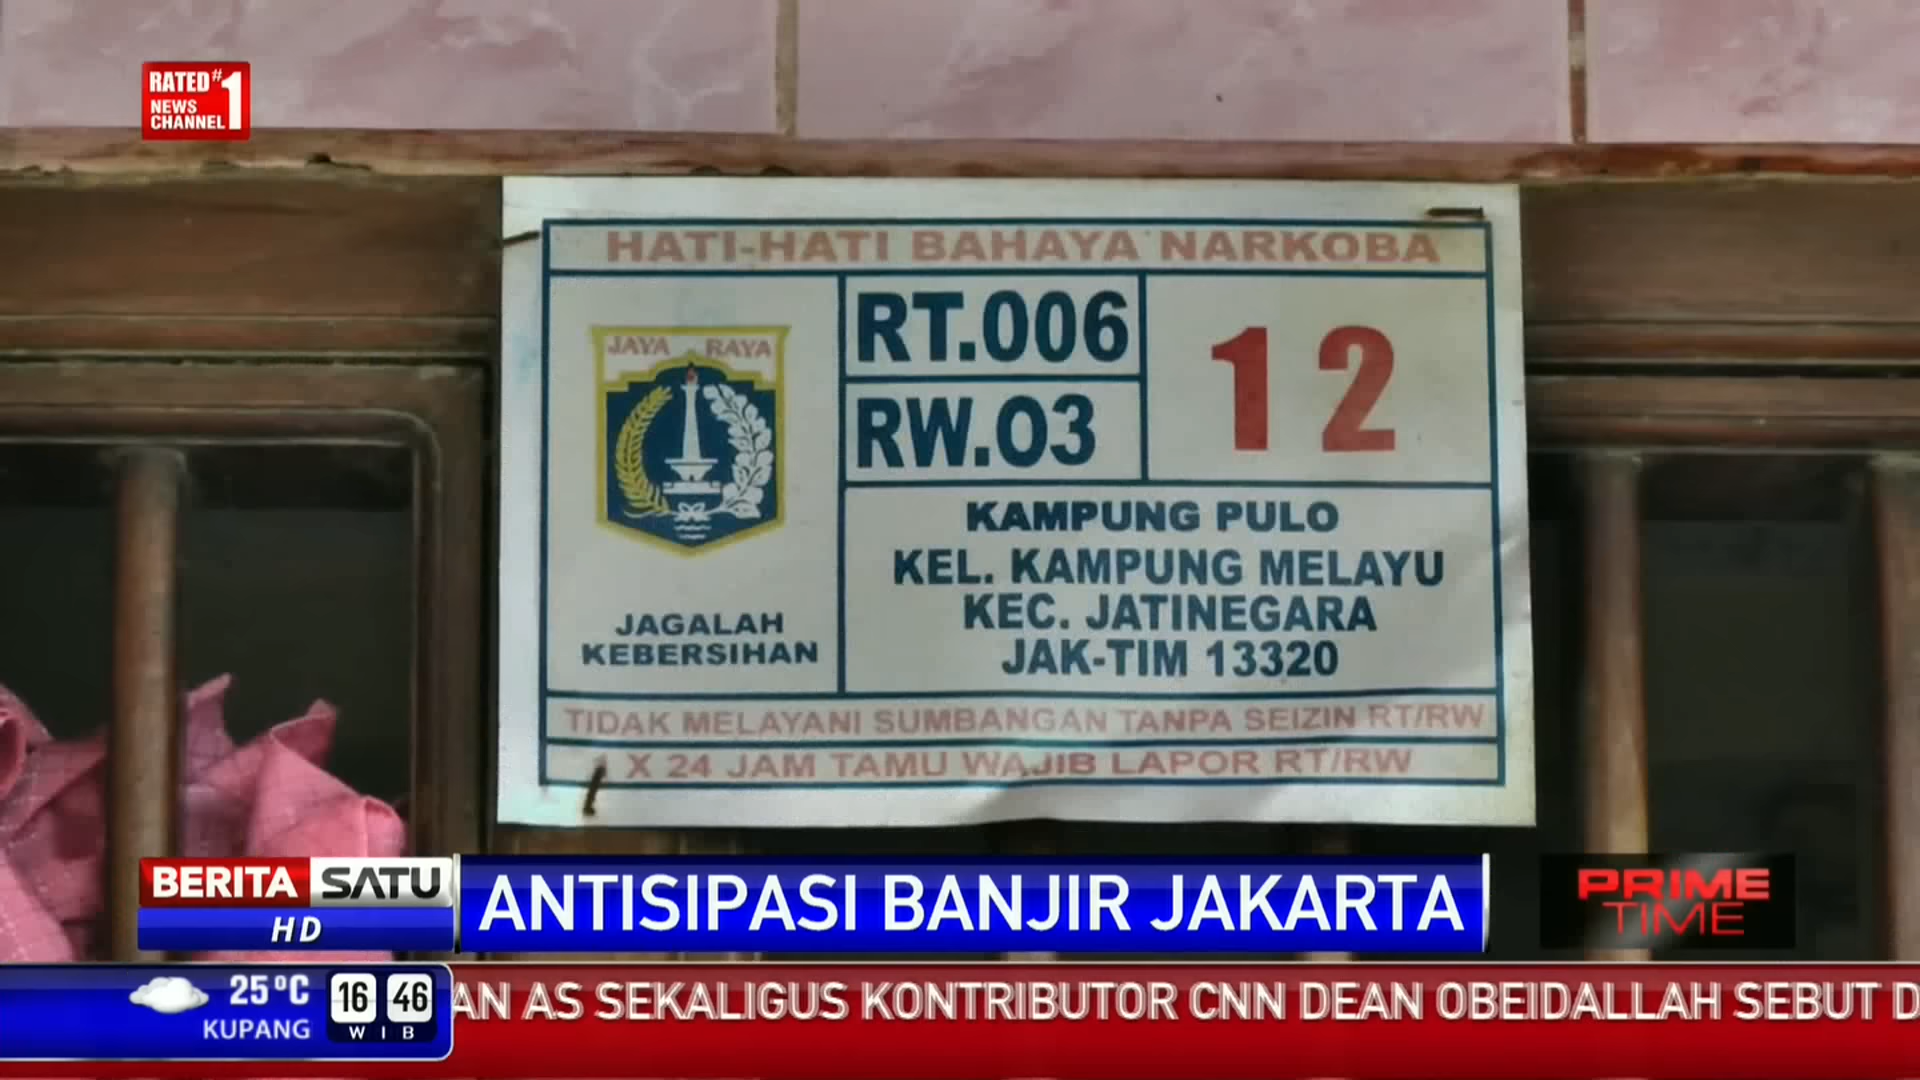 RATED #1
NEWS
CHANNEL
HATI-HATI BAHAYA NARKOBA
JAYA RAYA
RT.006
RW.03
12
JAGALAH
KEBERSIHAN
KAMPUNG PULO
KEL. KAMPUNG MELAYU
KEC. JATINEGARA
JAK-TIM 13320
TIDAK MELAYANI SUMBANGAN TANPA SEIZIN RT/RW
1 X 24 JAM TAMU WAJIB LAPOR RT/RW
BERITA SATU
HD
ANTISIPASI BANJIR JAKARTA
PRIME
TIME
25°C
KUPANG
16 46
WIB
AN AS SEKALIGUS KONTRIBUTOR CNN DEAN OBEIDALLAH SEBUT D